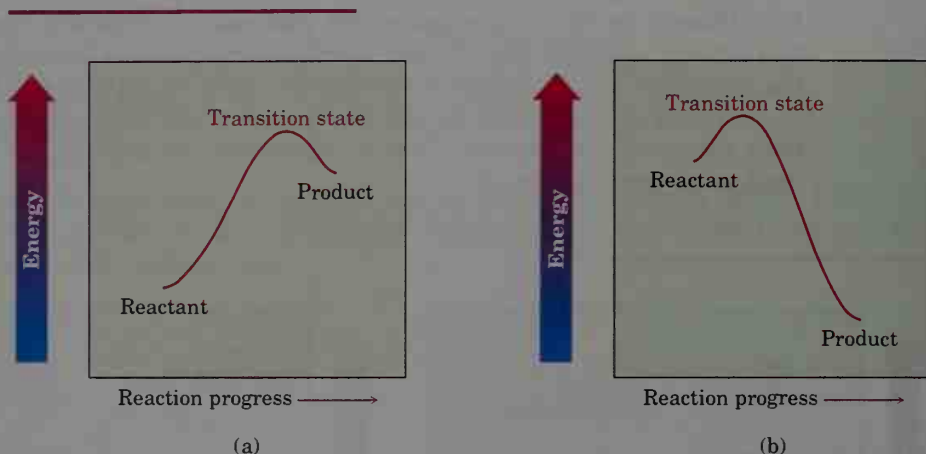 Energy
Transition state
Product
Reactant
Reaction progress
(a)
Energy
Transition state
Reactant
Product
Reaction progress
(b)